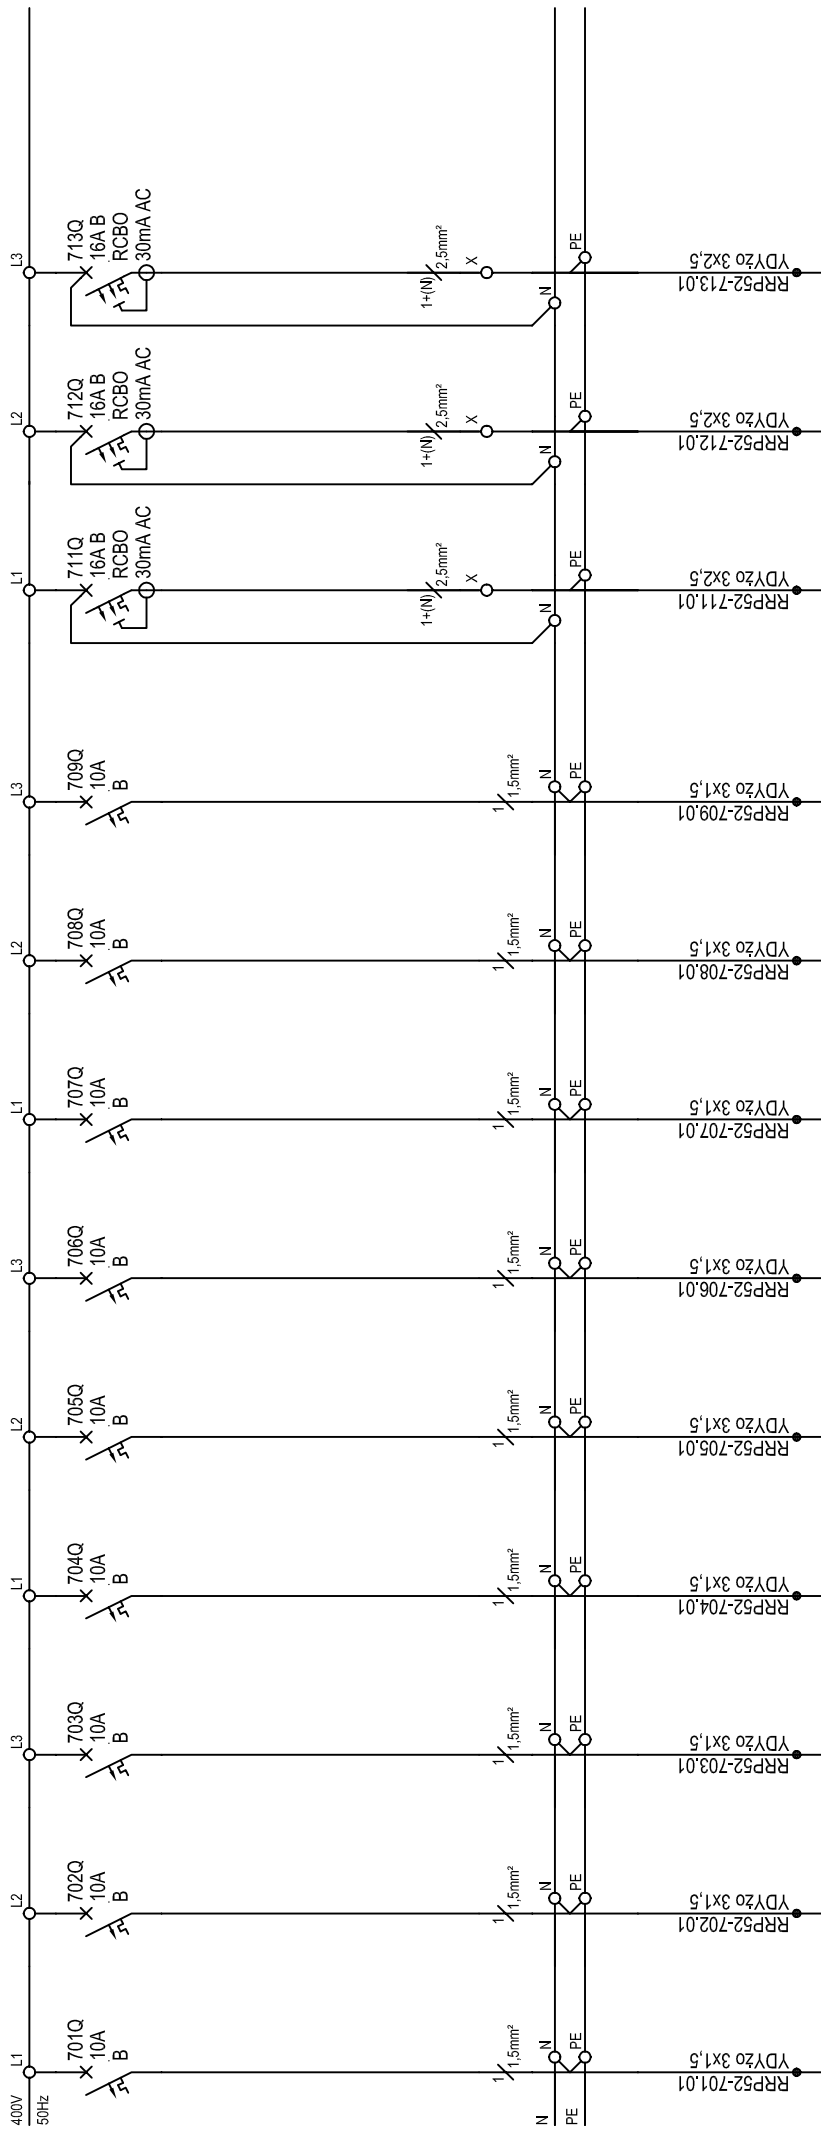 400V
50Hz
N
PE
L1
701Q
10A
B
1
1,5mm²
N
PE
RRP52-701.01
YDYżo 3x1,5
L2
702Q
10A
B
1
1,5mm²
N
PE
RRP52-702.01
YDYżo 3x1,5
L3
703Q
10A
B
1
1,5mm²
N
PE
RRP52-703.01
YDYżo 3x1,5
L1
704Q
10A
B
1
1,5mm²
N
PE
RRP52-704.01
YDYżo 3x1,5
L2
705Q
10A
B
1
1,5mm²
N
PE
RRP52-705.01
YDYżo 3x1,5
L3
706Q
10A
B
1
1,5mm²
N
PE
RRP52-706.01
YDYżo 3x1,5
L1
707Q
10A
B
1
1,5mm²
N
PE
RRP52-707.01
YDYżo 3x1,5
L2
708Q
10A
B
1
1,5mm²
N
PE
RRP52-708.01
YDYżo 3x1,5
L3
709Q
10A
B
1
1,5mm²
N
PE
RRP52-709.01
YDYżo 3x1,5
L1
711Q
16A B
RCBO
30mA AC
1+(N)
2,5mm²
X
N
PE
RRP52-711.01
YDYżo 3x2,5
L2
712Q
16A B
RCBO
30mA AC
1+(N)
2,5mm²
X
N
PE
RRP52-712.01
YDYżo 3x2,5
L3
713Q
16A B
RCBO
30mA AC
1+(N)
2,5mm²
X
N
PE
RRP52-713.01
YDYżo 3x2,5